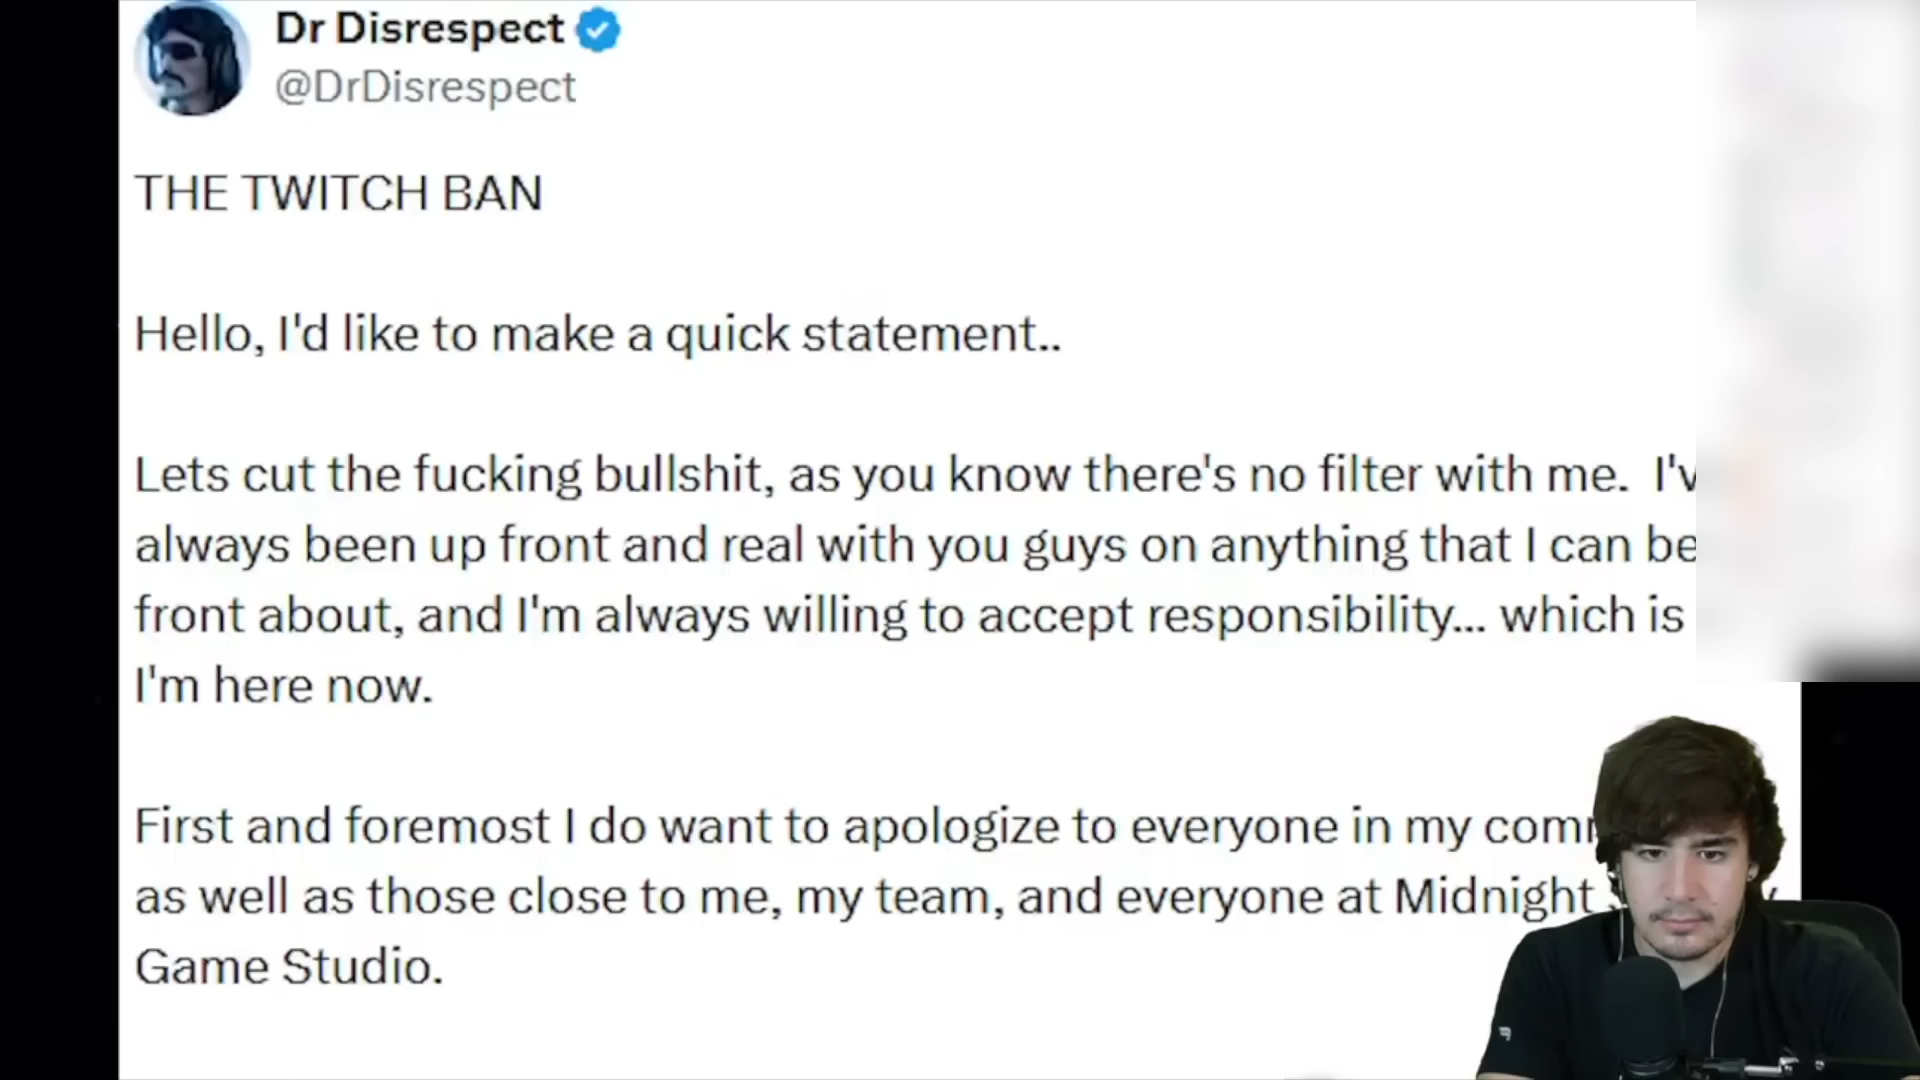 Dr Disrespect
@DrDisrespect
THE TWITCH BAN
Hello, I'd like to make a quick statement..
Lets cut the fucking bullshit, as you know there's no filter with me. I'v
always been up front and real with you guys on anything that I can be
front about, and I'm always willing to accept responsibility... which is
I'm here now.
First and foremost I do want to apologize to everyone in my
as well as those close to me, my team, and everyone at Midnight
Game Studio.